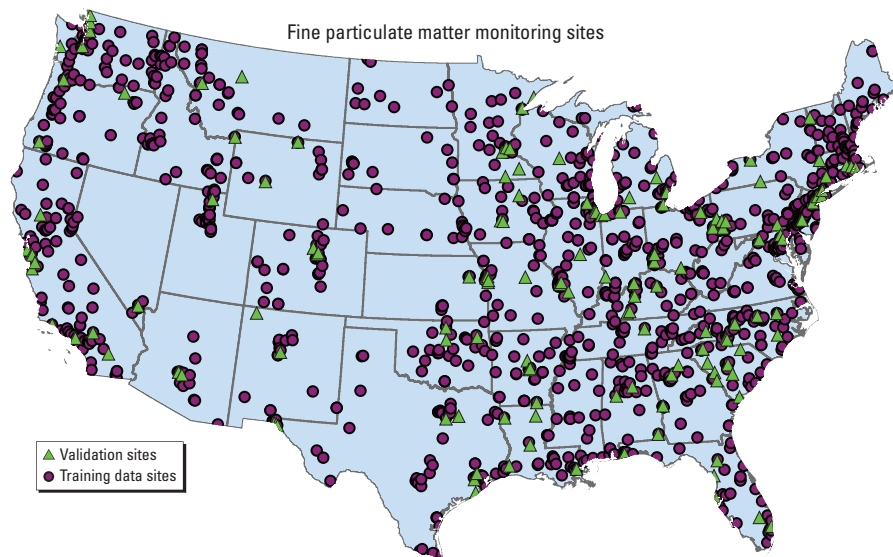 Fine particulate matter monitoring sites
Validation sites
Training data sites